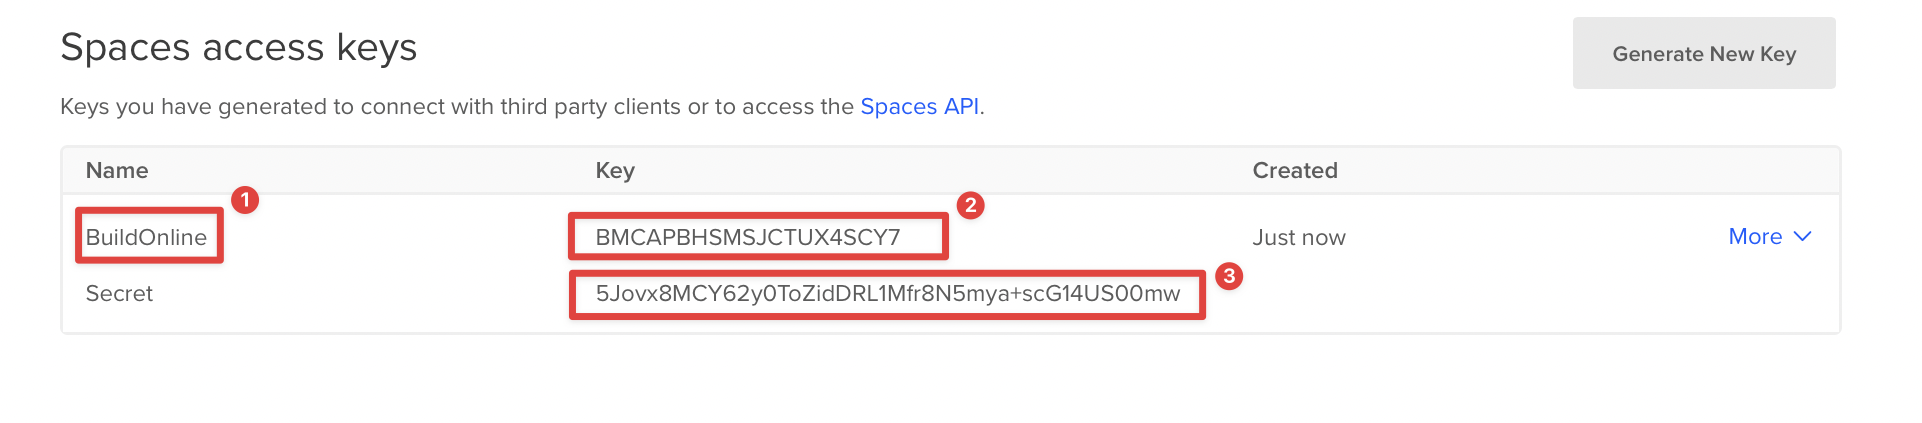 Spaces access keys
Generate New Key
Keys you have generated to connect with third party clients or to access the Spaces API.
Name Key Created
1 2
BuildOnline BMCAPBHSMSJCTUX4SCY7 Just now More
3
Secret 5Jovx8MCY62y0ToZidDRL1Mfr8N5mya+scG14US00mw